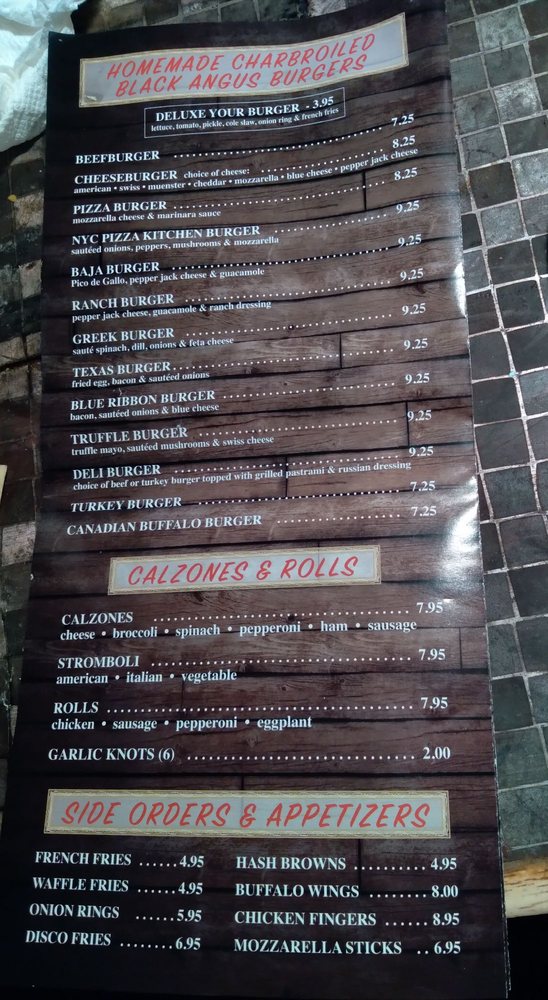 HOMEMADE CHARBROILED
BLACK ANGUS BURGERS
DELUXE YOUR BURGER - 3.95
lettuce, tomato, pickle, cole slaw, onion ring & french fries
BEEFBURGER 7.25
CHEESEBURGER choice of cheese: 8.25
american • swiss • muenster • cheddar • mozzarella • blue cheese • pepper jack cheese
PIZZA BURGER 8.25
mozzarella cheese & marinara sauce
NYC PIZZA KITCHEN BURGER 9.25
sautéed onions, peppers, mushrooms & mozzarella
BAJA BURGER 9.25
Pico de Gallo, pepper jack cheese & guacamole
RANCH BURGER 9.25
pepper jack cheese, guacamole & ranch dressing
GREEK BURGER 9.25
sauté spinach, dill, onions & feta cheese
TEXAS BURGER 9.25
fried egg, bacon & sautéed onions
BLUE RIBBON BURGER 9.25
bacon, sautéed onions & blue cheese
TRUFFLE BURGER 9.25
truffle mayo, sautéed mushrooms & swiss cheese
DELI BURGER 9.25
choice of beef or turkey burger topped with grilled pastrami & russian dressing
TURKEY BURGER 7.25
CANADIAN BUFFALO BURGER 7.25
CALZONES & ROLLS
CALZONES 7.95
cheese • broccoli • spinach • pepperoni • ham • sausage
STROMBOLI 7.95
american • italian • vegetable
ROLLS 7.95
chicken • sausage • pepperoni • eggplant
GARLIC KNOTS (6) 2.00
SIDE ORDERS & APPETIZERS
FRENCH FRIES ......4.95
WAFFLE FRIES ......4.95
ONION RINGS ......5.95
DISCO FRIES ........6.95
HASH BROWNS ...........4.95
BUFFALO WINGS .........8.00
CHICKEN FINGERS ......8.95
MOZZARELLA STICKS ..6.95